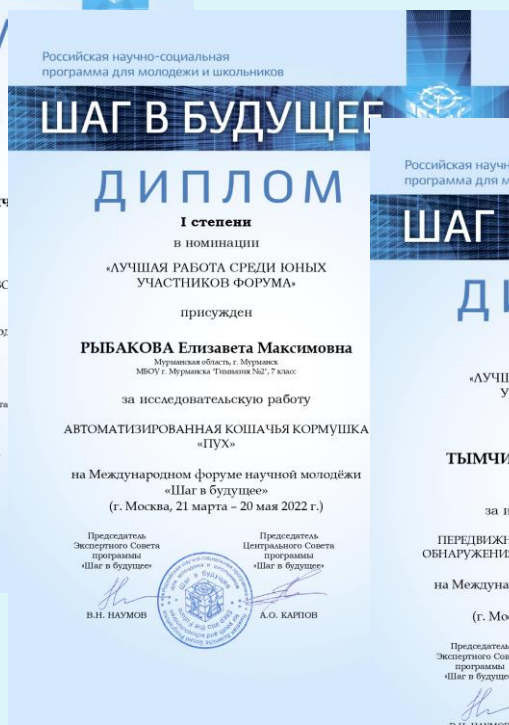 Российская научно-социальная
программа для молодежи и школьников
ШАГ В БУДУЩЕЕ
ДИПЛОМ
I степени
в номинации
«ЛУЧШАЯ РАБОТА СРЕДИ ЮНЫХ
УЧАСТНИКОВ ФОРУМА»
присужден
РЫБАКОВА Елизавета Максимовна
Мурманская область, г. Мурманск
МБОУ г. Мурманска "Гимназия №2", 7 класс
за исследовательскую работу
АВТОМАТИЗИРОВАННАЯ КОШАЧЬЯ КОРМУШКА
«ПУХ»
на Международном форуме научной молодёжи
«Шаг в будущее»
(г. Москва, 21 марта – 20 мая 2022 г.)
Председатель
Экспертного Совета
программы
«Шаг в будущее»
В.Н. НАУМОВ
Председатель
Центрального Совета
программы
«Шаг в будущее»
А.О. КАРПОВ
Российская научн
программа для м
ШАГ
ДИ
«ЛУЧШ
У
ТЫМЧИ
за и
ПЕРЕДВИЖН
ОБНАРУЖЕНИ
на Междуна
(г. Мос
Председатель
Экспертного Сов
программы
«Шаг в будуще
В.Н. НАУМОВ